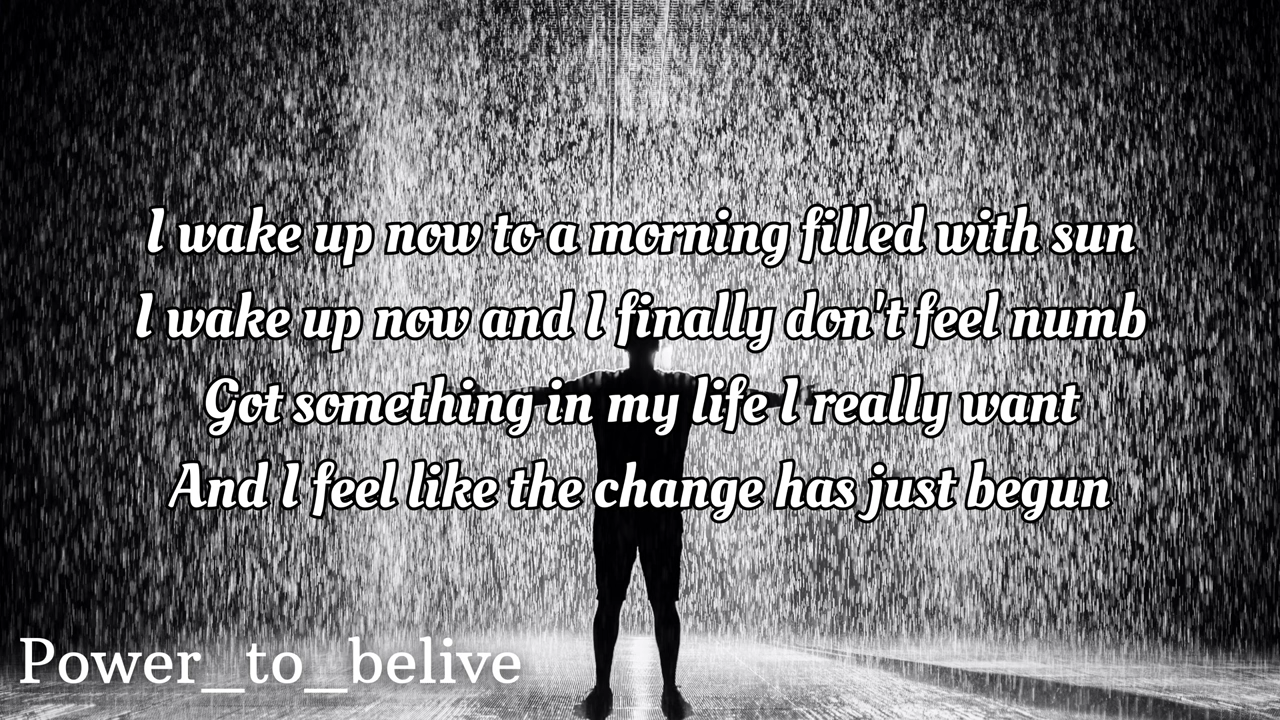 I wake up now to a morning filled with sun
I wake up now and I finally don't feel numb
Got something in my life I really want
And I feel like the change has just begun
Power_to_belive